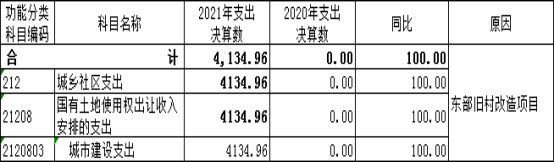 功能分类科目编码 科目名称 2021年支出决算数 2020年支出决算数 同比 原因
合 计 4,134.96 0.00 100.00 东部旧村改造项目
212 城乡社区支出 4134.96 0.00 100.00
21208 国有土地使用权出让收入安排的支出 4134.96 0.00 100.00
2120803 城市建设支出 4134.96 0.00 100.00